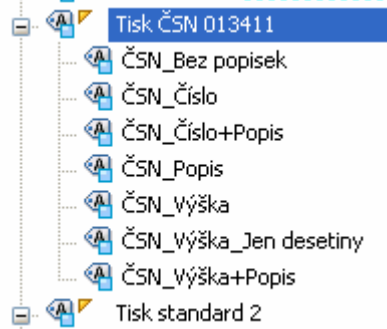 Tisk ČSN 013411
ČSN_Bez popisek
ČSN_Číslo
ČSN_Číslo+Popis
ČSN_Popis
ČSN_Výška
ČSN_Výška_Jen desetiny
ČSN_Výška+Popis
Tisk standard 2